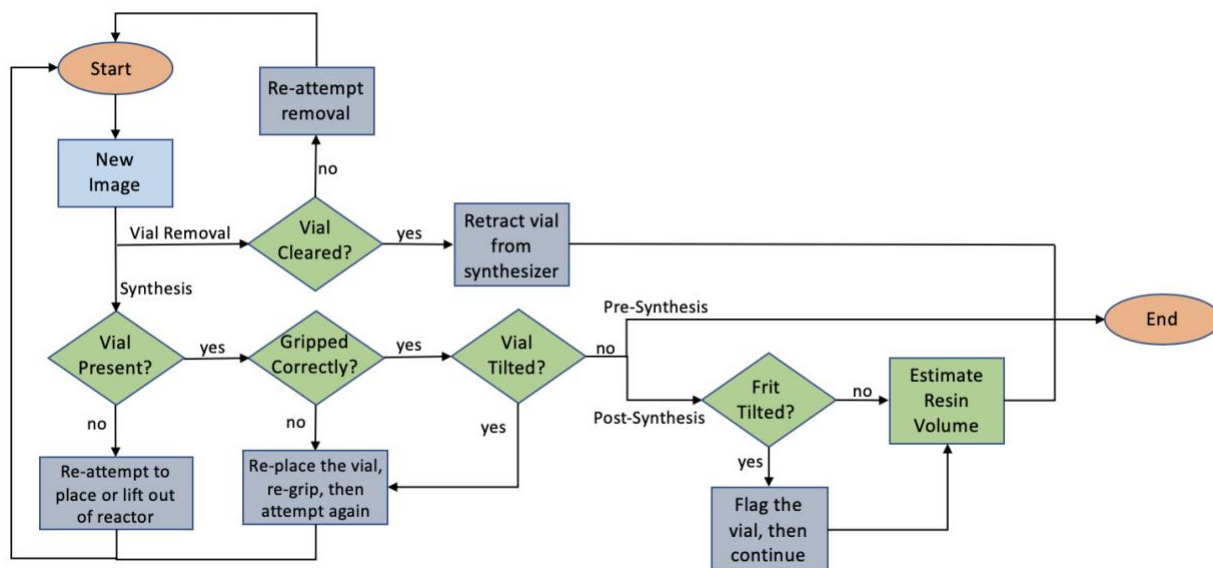 Start
Re-attempt
removal
New
Image
no
Vial Removal
Vial
Cleared?
yes
Retract vial
from
synthesizer
Synthesis
Pre-Synthesis
End
Vial
Present?
yes
Gripped
Correctly?
yes
Vial
Tilted?
no
Frit
Tilted?
no
Estimate
Resin
Volume
Post-Synthesis
no
no
yes
yes
Re-attempt to
place or lift out
of reactor
Re-place the vial,
re-grip, then
attempt again
Flag the
vial, then
continue